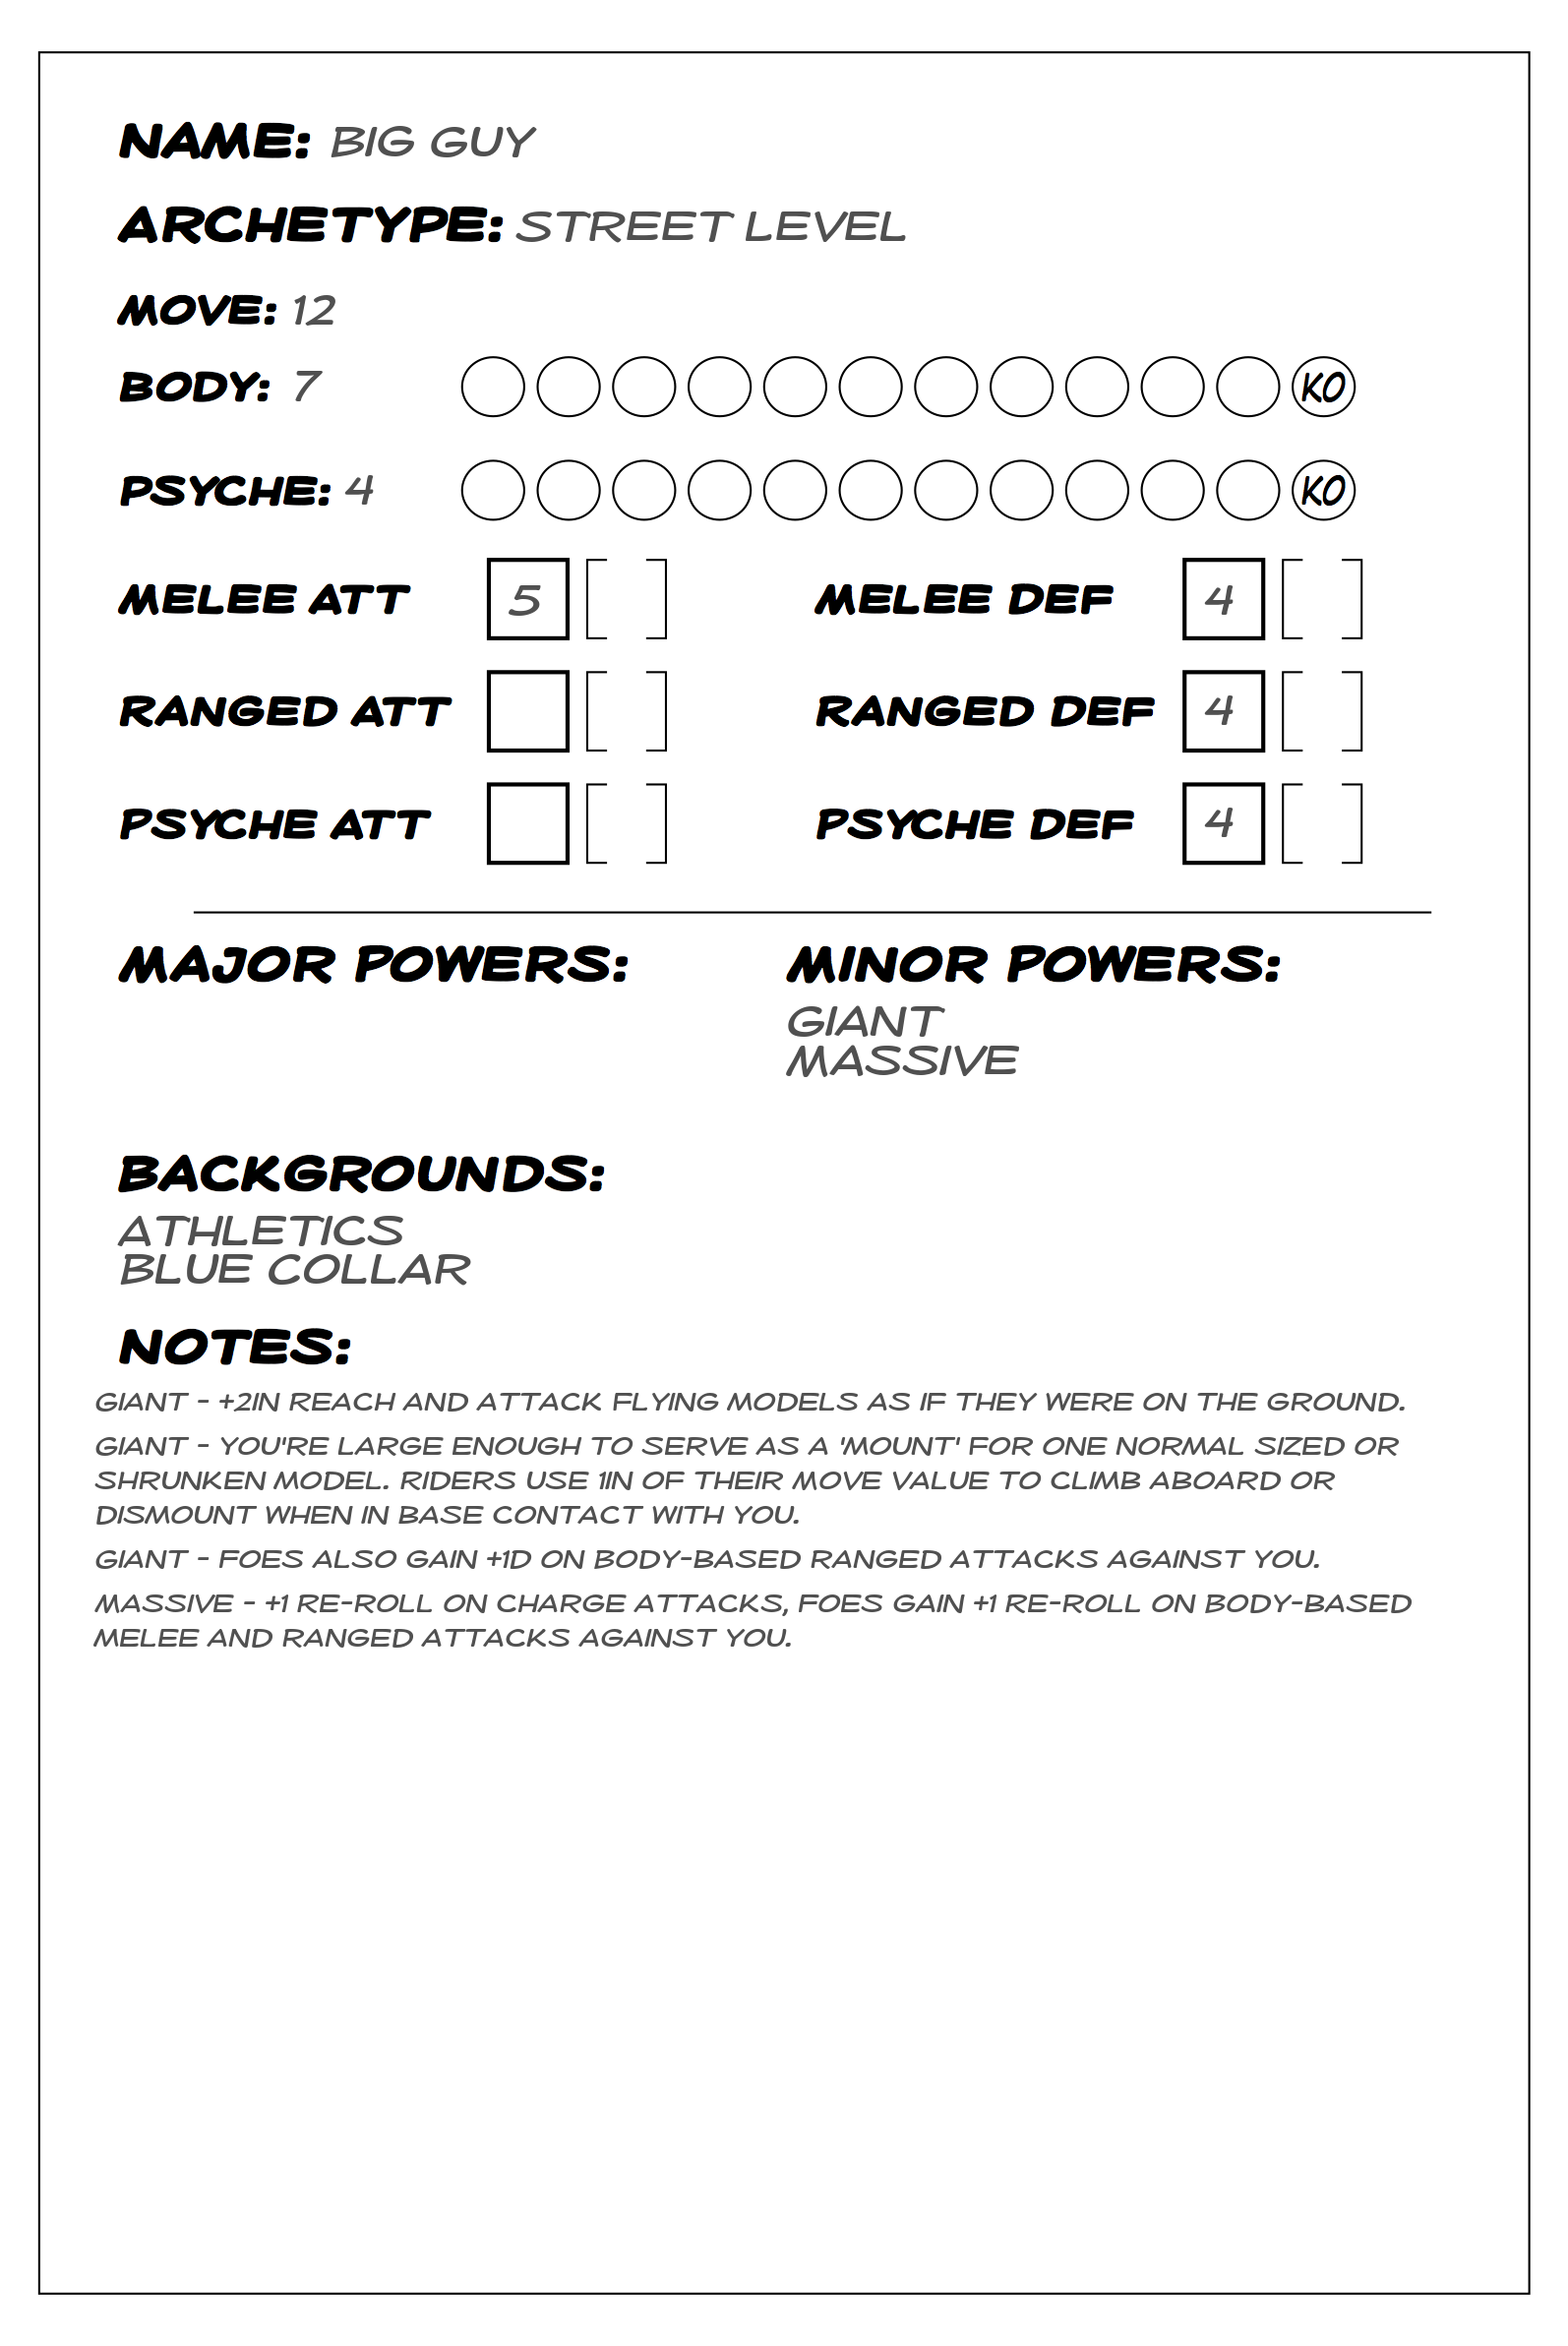 NAME: BIG GUY
ARCHETYPE: STREET LEVEL
MOVE: 12
BODY: 7 KO
PSYCHE: 4 KO
MELEE ATT 5 [ ] MELEE DEF 4 [ ]
RANGED ATT [ ] RANGED DEF 4 [ ]
PSYCHE ATT [ ] PSYCHE DEF 4 [ ]
MAJOR POWERS:
MINOR POWERS:
GIANT
MASSIVE
BACKGROUNDS:
ATHLETICS
BLUE COLLAR
NOTES:
GIANT - +2IN REACH AND ATTACK FLYING MODELS AS IF THEY WERE ON THE GROUND.
GIANT - YOU'RE LARGE ENOUGH TO SERVE AS A 'MOUNT' FOR ONE NORMAL SIZED OR
SHRUNKEN MODEL. RIDERS USE 1IN OF THEIR MOVE VALUE TO CLIMB ABOARD OR
DISMOUNT WHEN IN BASE CONTACT WITH YOU.
GIANT - FOES ALSO GAIN +1D ON BODY-BASED RANGED ATTACKS AGAINST YOU.
MASSIVE - +1 RE-ROLL ON CHARGE ATTACKS, FOES GAIN +1 RE-ROLL ON BODY-BASED
MELEE AND RANGED ATTACKS AGAINST YOU.